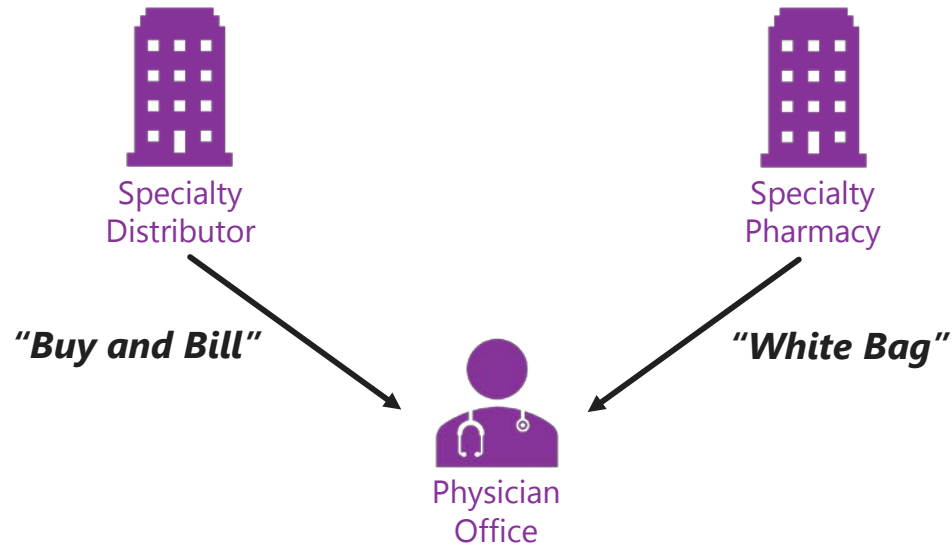 Specialty
Distributor
Specialty
Pharmacy
“Buy and Bill”
“White Bag”
Physician
Office